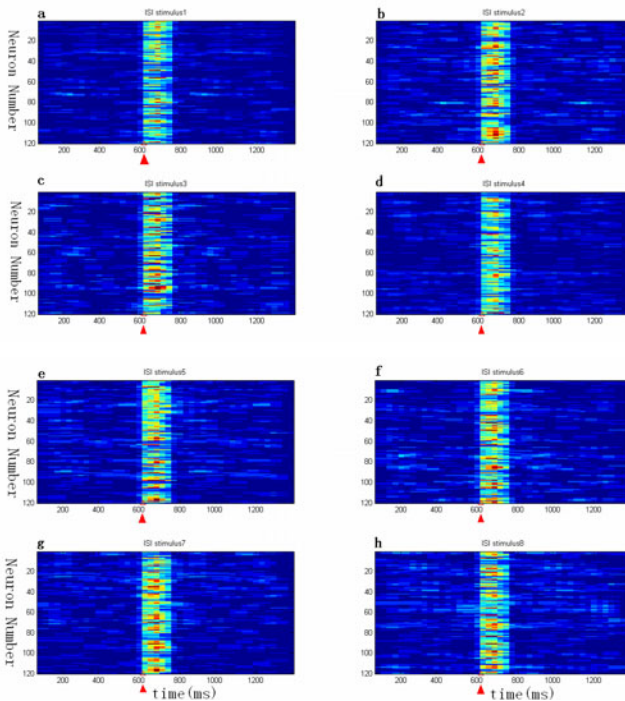 a
ISI stimulus1
b
ISI stimulus2
Neuron Number
20
40
60
80
100
120
20
40
60
80
100
120
200 400 600 800 1000 1200
200 400 600 800 1000 1200
c
ISI stimulus3
d
ISI stimulus4
Neuron Number
20
40
60
80
100
120
20
40
60
80
100
120
200 400 600 800 1000 1200
200 400 600 800 1000 1200
e
ISI stimulus5
f
ISI stimulus6
Neuron Number
20
40
60
80
100
120
20
40
60
80
100
120
200 400 600 800 1000 1200
200 400 600 800 1000 1200
g
ISI stimulus7
h
ISI stimulus8
Neuron Number
20
40
60
80
100
120
20
40
60
80
100
120
200 400 600 800 1000 1200
200 400 600 800 1000 1200
time(ms)
time(ms)